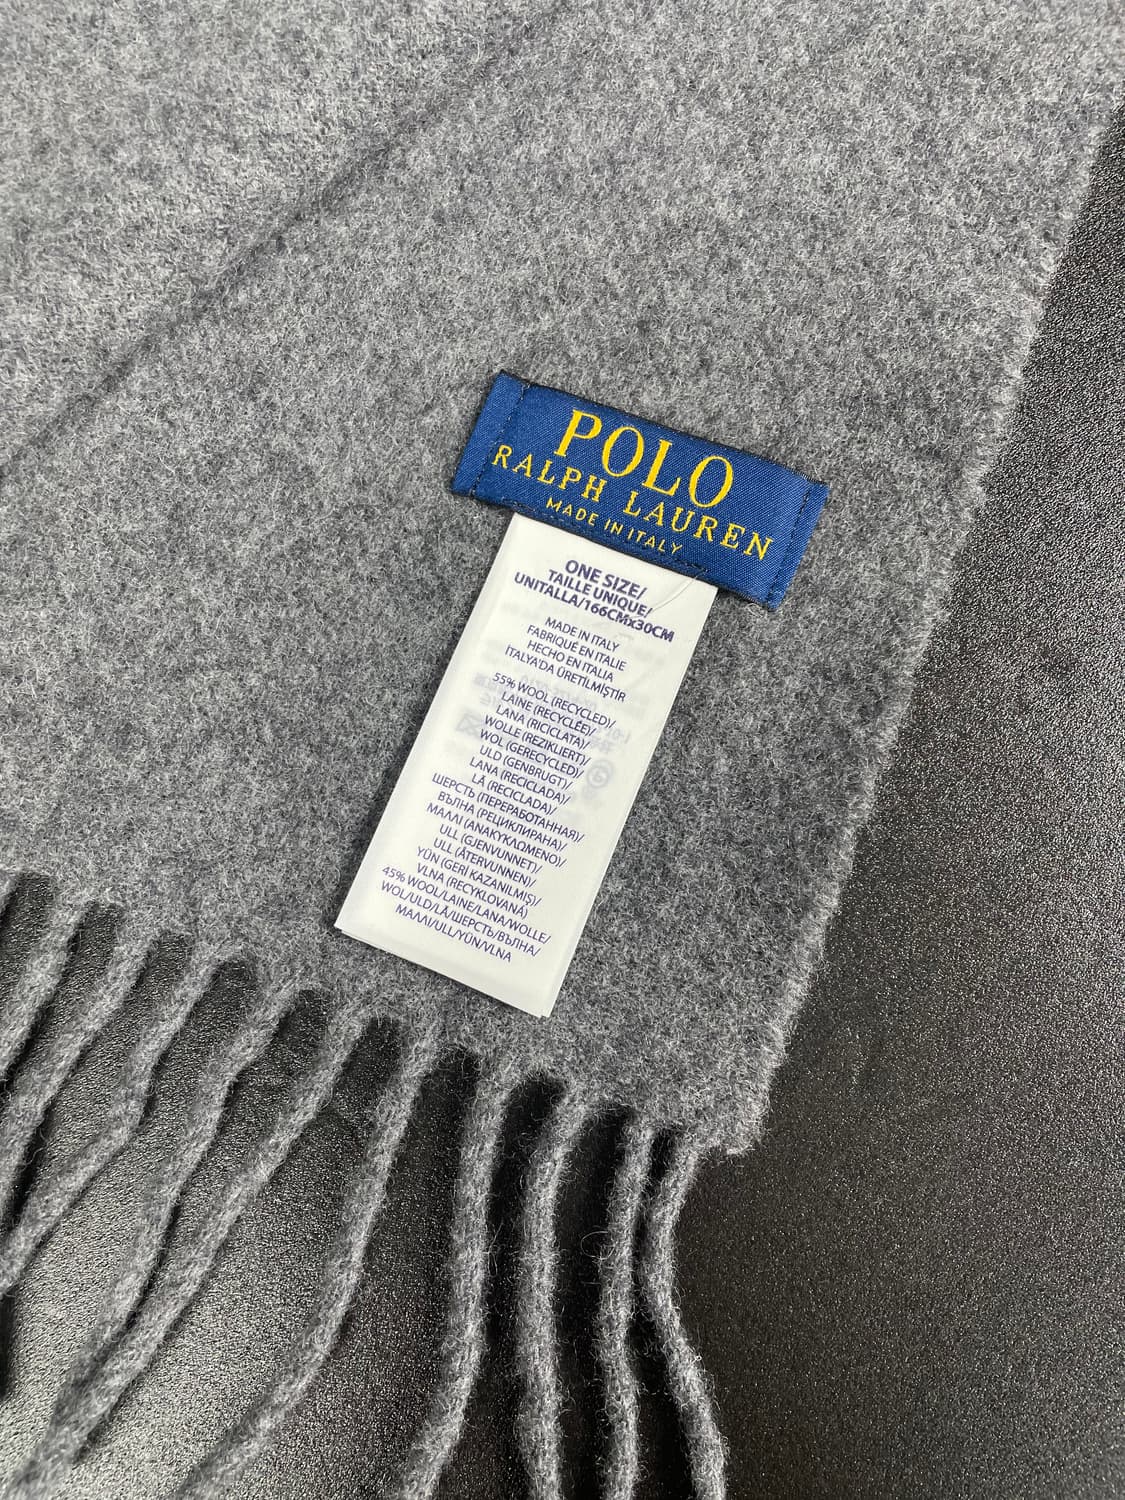 POLO
RALPH LAUREN
MADE IN ITALY
ONE SIZE/
TAILLE UNIQUE/
UNITALLA/166CMx30CM
MADE IN ITALY
FABRIQUÉ EN ITALIE
HECHO EN ITALIA
ITALYA'DA ÜRETİLMİŞTİR
55% WOOL (RECYCLED)/
LAINE (RECYCLÉE)/
LANA (RICICLATA)/
WOLLE (REZIKLIERT)/
WOL (GERECYCLED)/
ULD (GENBRUGT)/
LANA (RECICLADA)/
LÃ (RECICLADA)/
ШЕРСТЬ (ПЕРЕРАБОТАННАЯ)/
ВЪЛНА (РЕЦИКЛИРАНА)/
ΜΑΛΛΙ (ΑΝΑΚΥΚΛΩΜΕΝΟ)/
ULL (GJENVUNNET)/
ULL (ÅTERVUNNEN)/
YÜN (GERİ KAZANILMIŞ)/
VLNA (RECYKLOVANÁ)
45% WOOL/LAINE/LANA/WOLLE/
WOL/ULD/LÃ/ШЕРСТЬ/ВЪЛНА/
ΜΑΛΛΙ/ULL/YÜN/VLNA